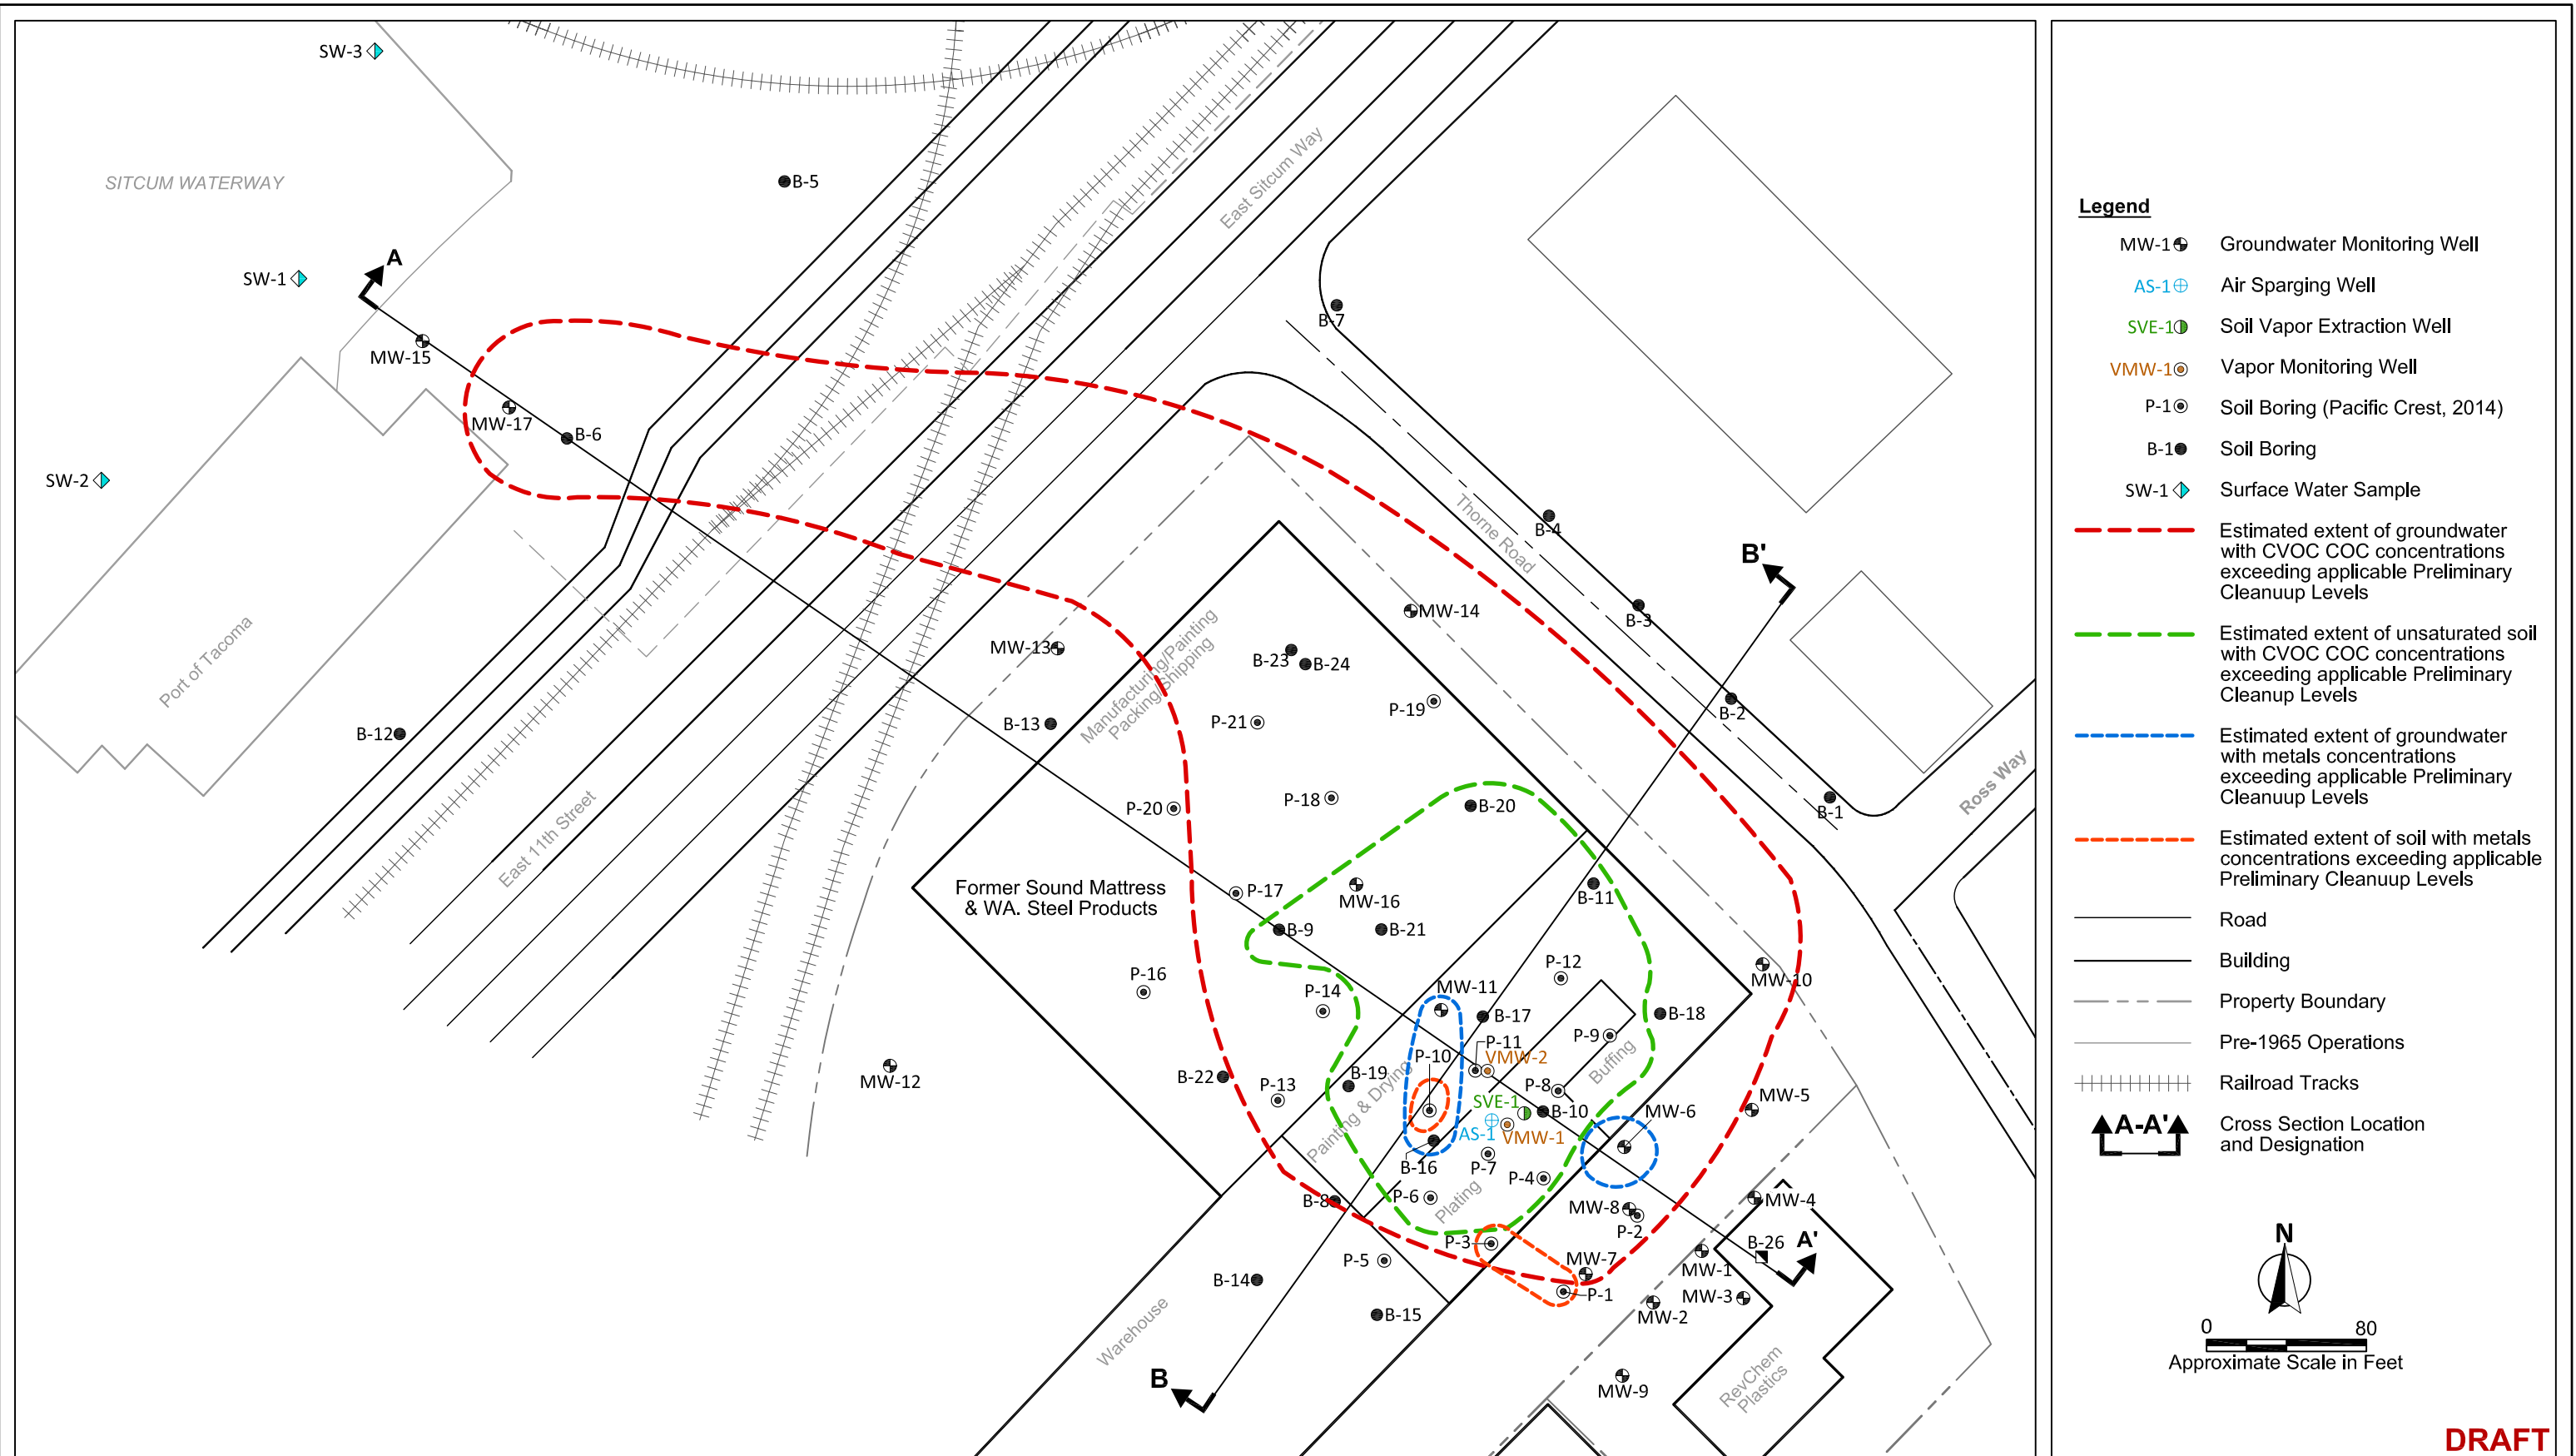 SW-3
SITCUM WATERWAY
B-5
East Sitcum Way
A
SW-1
MW-15
B-7
MW-17
B-6
SW-2
Thorne Road
B-4
B'
B-3
MW-14
Manufacturing/Painting
Packing/Shipping
MW-13
B-23
B-24
Port of Tacoma
P-19
B-2
P-21
B-13
B-12
Ross Way
P-18
B-20
P-20
B-1
East 11th Street
Former Sound Mattress
& WA. Steel Products
P-17
MW-16
B-11
B-9
B-21
P-12
P-16
MW-10
P-14
MW-11
B-17
B-18
P-9
P-11
P-10
VMW-2
Buffing
MW-12
B-22
B-19
P-13
P-8
Painting & Drying
SVE-1
B-10
MW-6
MW-5
AS-1
VMW-1
B-16
P-7
P-4
B-8
P-6
Plating
MW-8
P-2
MW-4
P-3
B-26
A'
P-5
MW-7
MW-1
B-14
P-1
MW-3
MW-2
B-15
Warehouse
B
MW-9
RevChem
Plastics
Legend
MW-1 Groundwater Monitoring Well
AS-1 Air Sparging Well
SVE-1 Soil Vapor Extraction Well
VMW-1 Vapor Monitoring Well
P-1 Soil Boring (Pacific Crest, 2014)
B-1 Soil Boring
SW-1 Surface Water Sample
Estimated extent of groundwater
with CVOC COC concentrations
exceeding applicable Preliminary
Cleanuup Levels
Estimated extent of unsaturated soil
with CVOC COC concentrations
exceeding applicable Preliminary
Cleanup Levels
Estimated extent of groundwater
with metals concentrations
exceeding applicable Preliminary
Cleanuup Levels
Estimated extent of soil with metals
concentrations exceeding applicable
Preliminary Cleanuup Levels
Road
Building
Property Boundary
Pre-1965 Operations
Railroad Tracks
A-A' Cross Section Location
and Designation
N
0 80
Approximate Scale in Feet
DRAFT